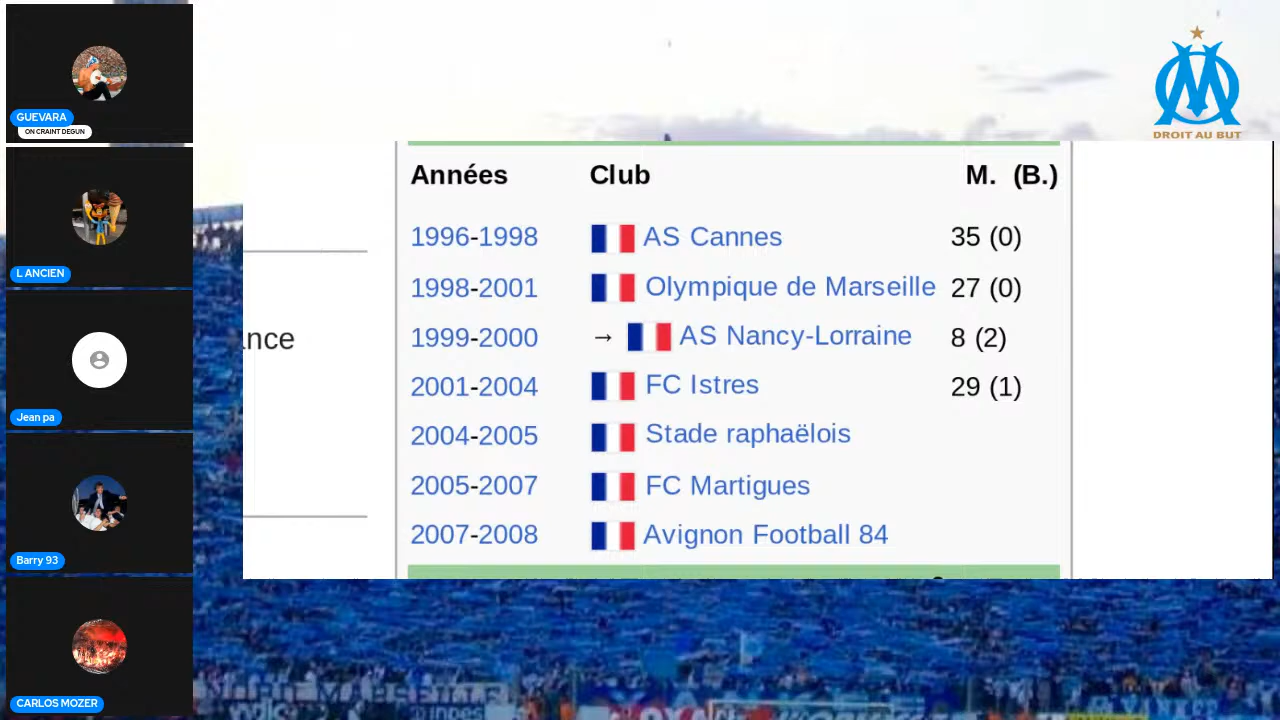 GUEVARA
ON CRAINT DEGUN
L ANCIEN
Jean pa
Barry 93
CARLOS MOZER
DROIT AU BUT
ance
Années Club M. (B.)
1996-1998 AS Cannes 35 (0)
1998-2001 Olympique de Marseille 27 (0)
1999-2000 → AS Nancy-Lorraine 8 (2)
2001-2004 FC Istres 29 (1)
2004-2005 Stade raphaëlois
2005-2007 FC Martigues
2007-2008 Avignon Football 84
MARSEILLE